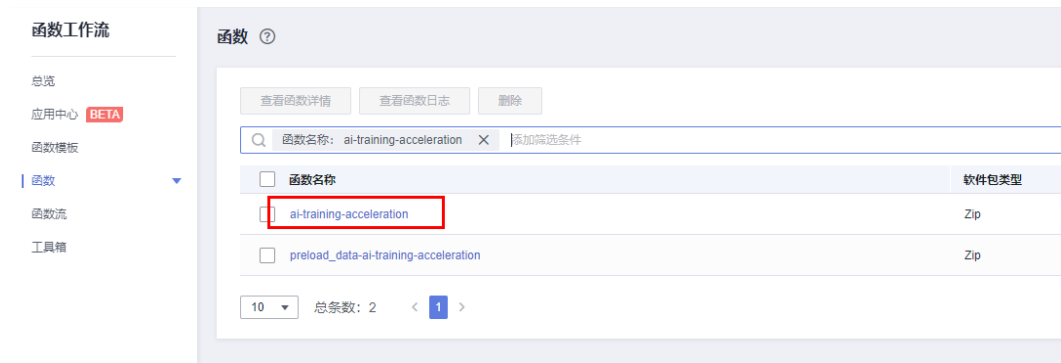 函数工作流
总览
应用中心 BETA
函数模板
函数
函数流
工具箱
函数
查看函数详情 查看函数日志 删除
函数名称: ai-training-acceleration 添加筛选条件
函数名称 软件包类型
ai-training-acceleration Zip
preload_data-ai-training-acceleration Zip
10 总条数: 2 1